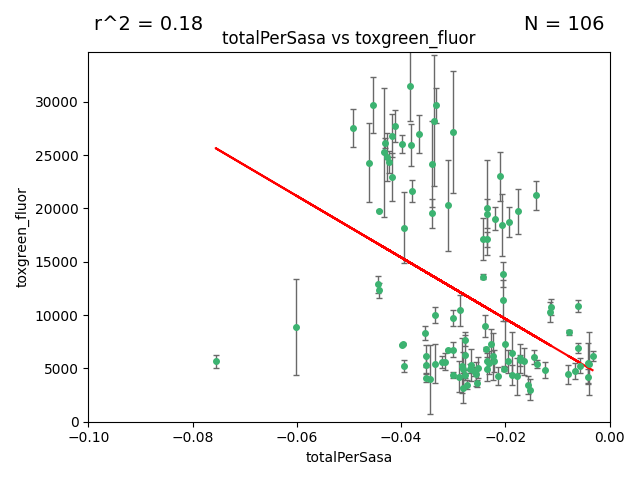 r^2 = 0.18
N = 106
totalPerSasa vs toxgreen_fluor
toxgreen_fluor
30000
25000
20000
15000
10000
5000
0
−0.10
−0.08
−0.06
−0.04
−0.02
0.00
totalPerSasa